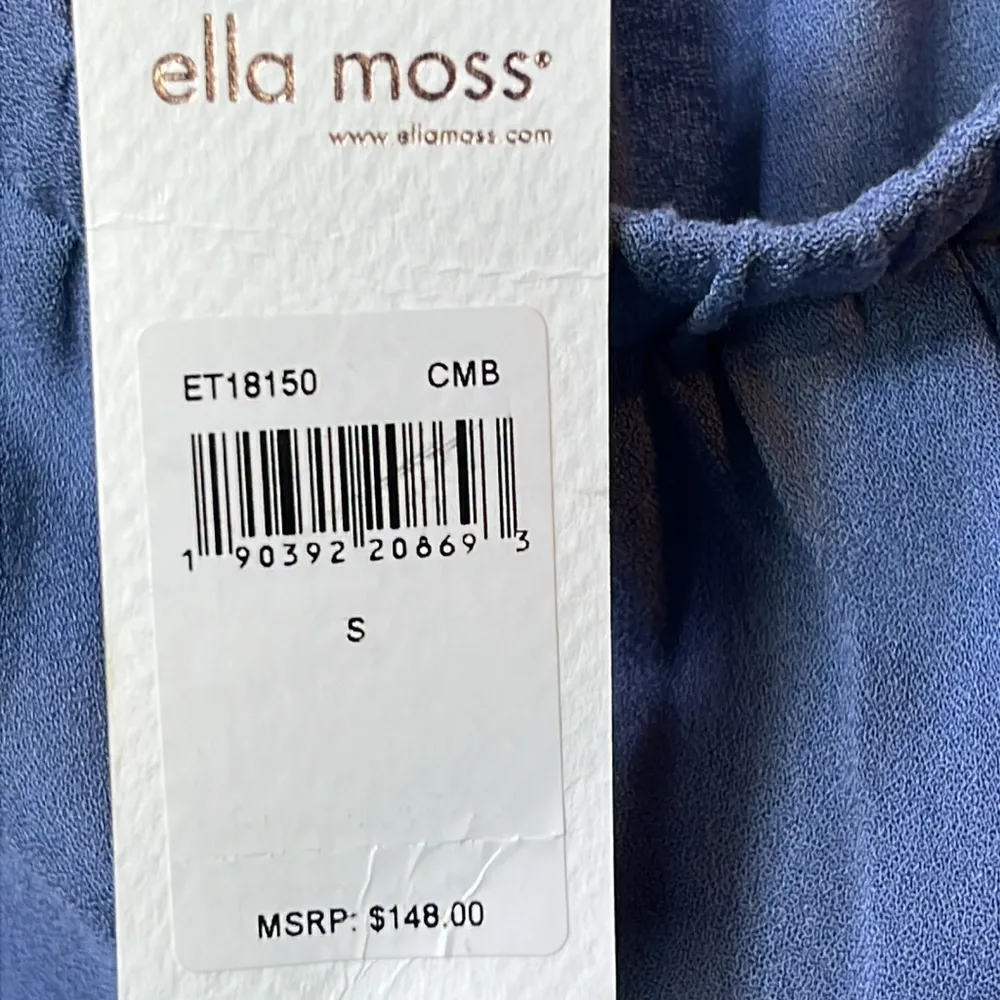 ella moss®
www.ellamoss.com
ET18150 CMB
1 90392 20869 3
S
MSRP: $148.00